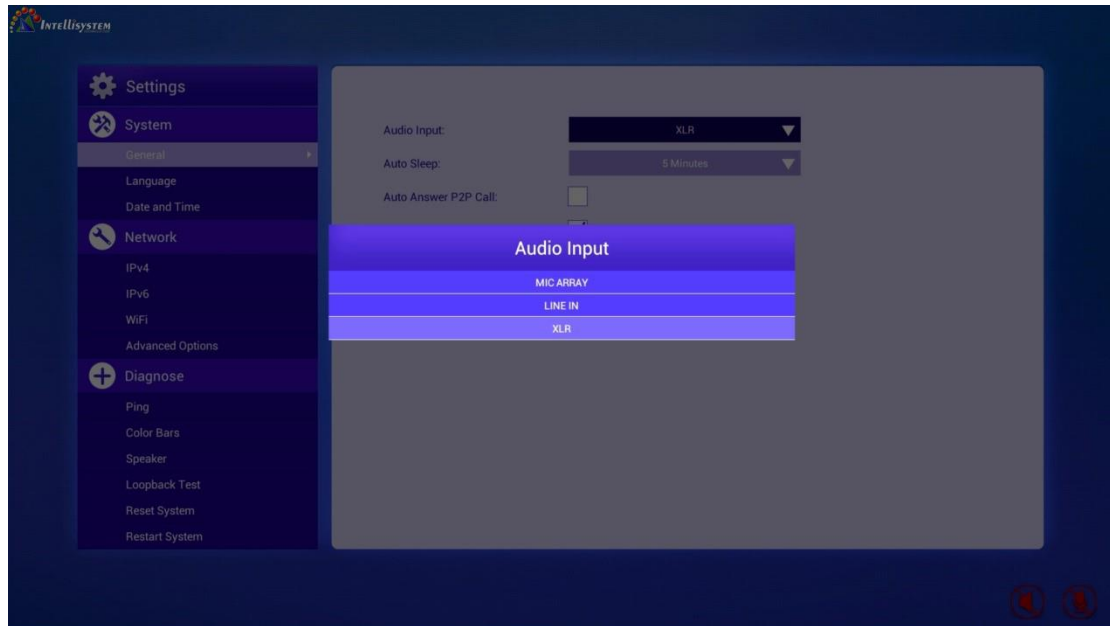 INTELLISYSTEM
Settings
System
General
Language
Date and Time
Network
IPv4
IPv6
WiFi
Advanced Options
Diagnose
Ping
Color Bars
Speaker
Loopback Test
Reset System
Restart System
Audio Input: XLR
Auto Sleep: 5 Minutes
Auto Answer P2P Call:
Audio Input
MIC ARRAY
LINE IN
XLR